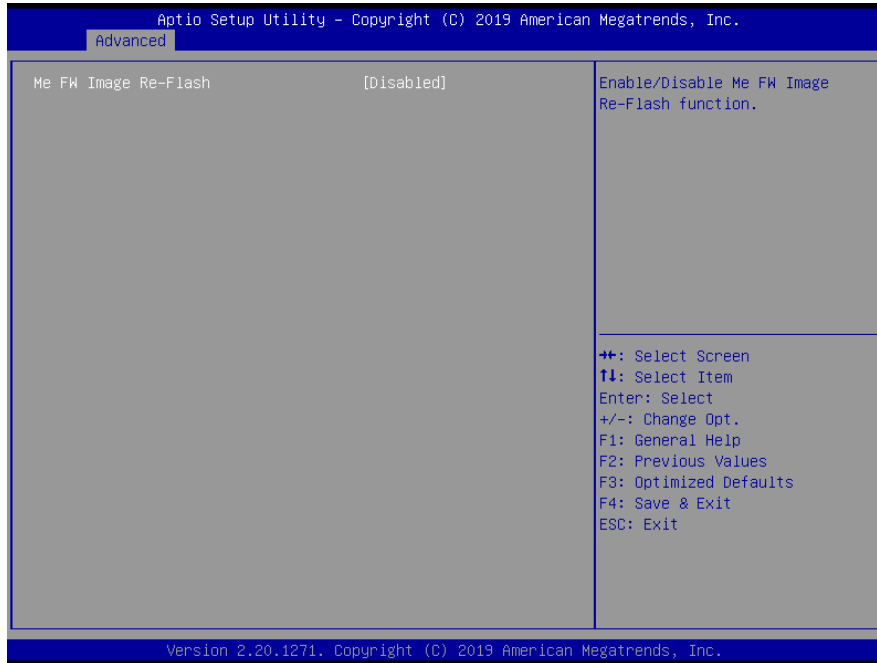 Aptio Setup Utility – Copyright (C) 2019 American Megatrends, Inc.
Advanced
Me FW Image Re-Flash [Disabled]
Enable/Disable Me FW Image
Re-Flash function.
→←: Select Screen
↑↓: Select Item
Enter: Select
+/-: Change Opt.
F1: General Help
F2: Previous Values
F3: Optimized Defaults
F4: Save & Exit
ESC: Exit
Version 2.20.1271. Copyright (C) 2019 American Megatrends, Inc.